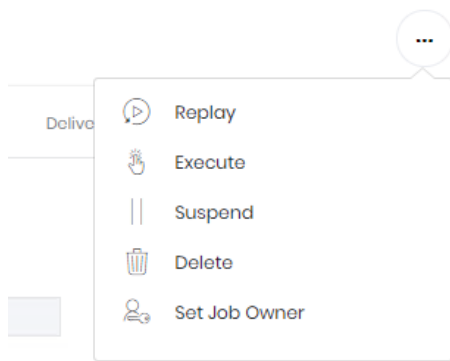 ...
Delive
Replay
Execute
Suspend
Delete
Set Job Owner